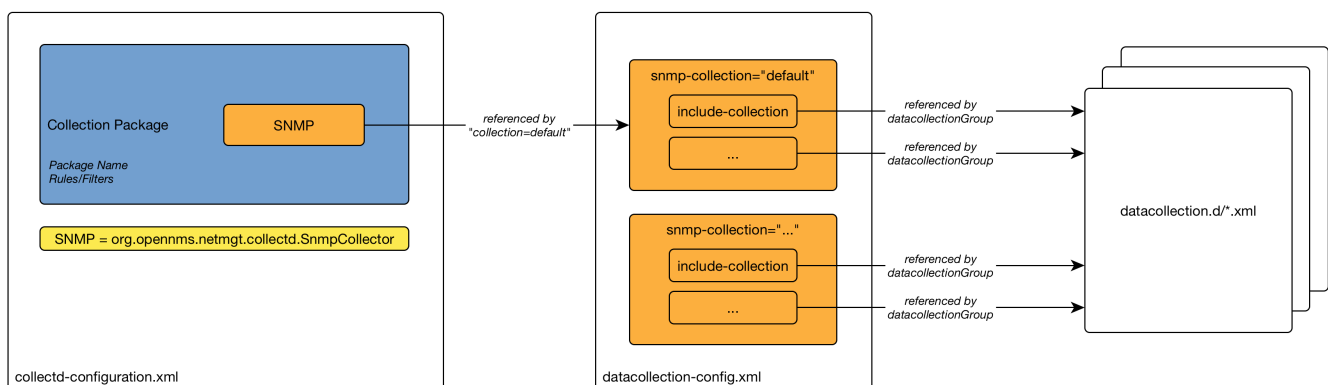 Collection Package
SNMP
Package Name
Rules/Filters
SNMP = org.opennms.netmgt.collectd.SnmpCollector
collectd-configuration.xml
referenced by
"collection=default"
snmp-collection="default"
include-collection
...
snmp-collection="..."
include-collection
...
datacollection-config.xml
referenced by
datacollectionGroup
referenced by
datacollectionGroup
referenced by
datacollectionGroup
referenced by
datacollectionGroup
datacollection.d/*.xml